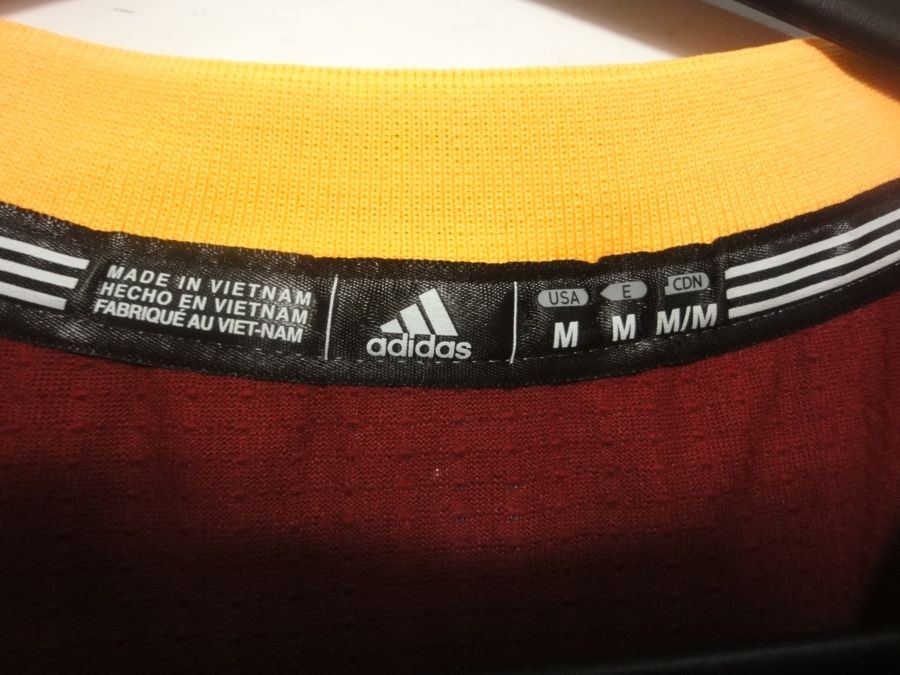 MADE IN VIETNAM
HECHO EN VIETNAM
FABRIQUÉ AU VIET-NAM
adidas
USA E CDN
M M M/M